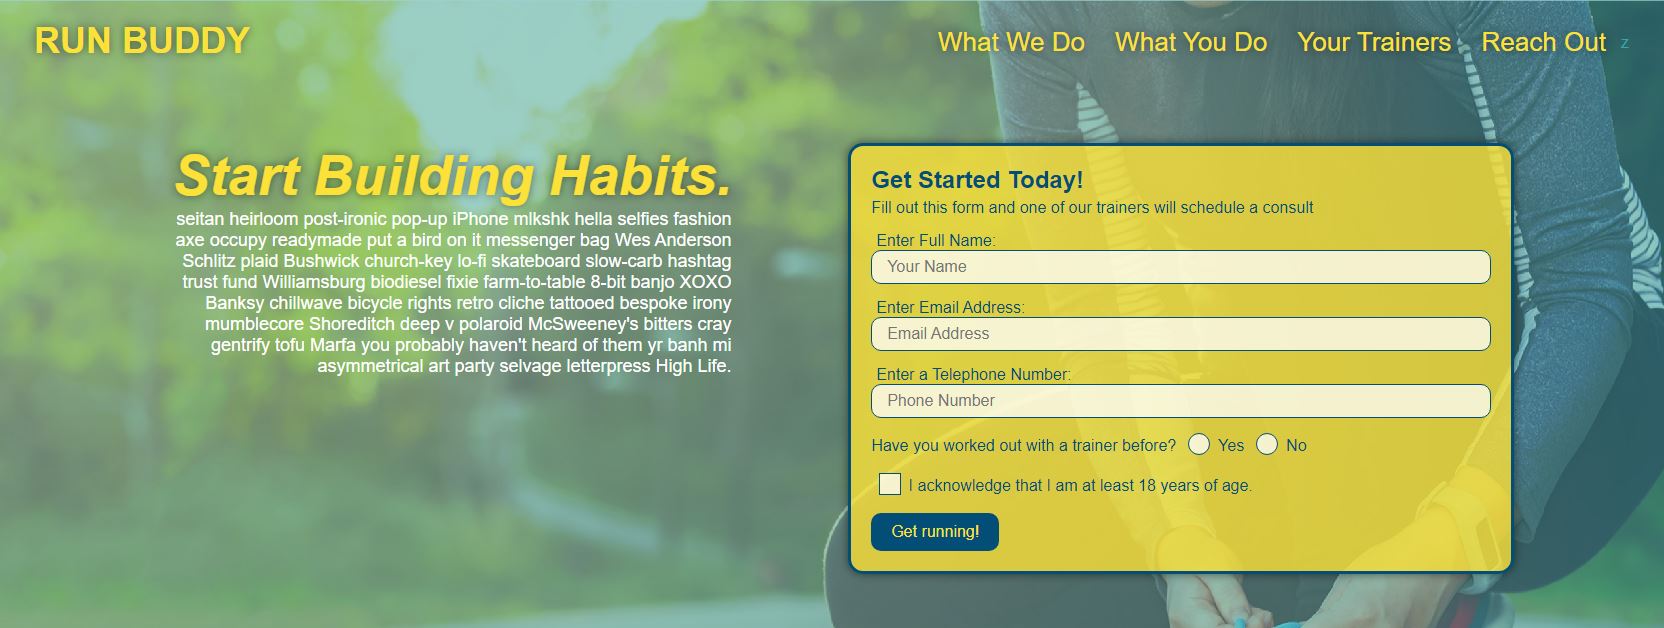 RUN BUDDY
What We Do What You Do Your Trainers Reach Out z
Start Building Habits.
seitan heirloom post-ironic pop-up iPhone mlkshk hella selfies fashion
axe occupy readymade put a bird on it messenger bag Wes Anderson
Schlitz plaid Bushwick church-key lo-fi skateboard slow-carb hashtag
trust fund Williamsburg biodiesel fixie farm-to-table 8-bit banjo XOXO
Banksy chillwave bicycle rights retro cliche tattooed bespoke irony
mumblecore Shoreditch deep v polaroid McSweeney's bitters cray
gentrify tofu Marfa you probably haven't heard of them yr banh mi
asymmetrical art party selvage letterpress High Life.
Get Started Today!
Fill out this form and one of our trainers will schedule a consult
Enter Full Name:
Your Name
Enter Email Address:
Email Address
Enter a Telephone Number:
Phone Number
Have you worked out with a trainer before? Yes No
I acknowledge that I am at least 18 years of age.
Get running!